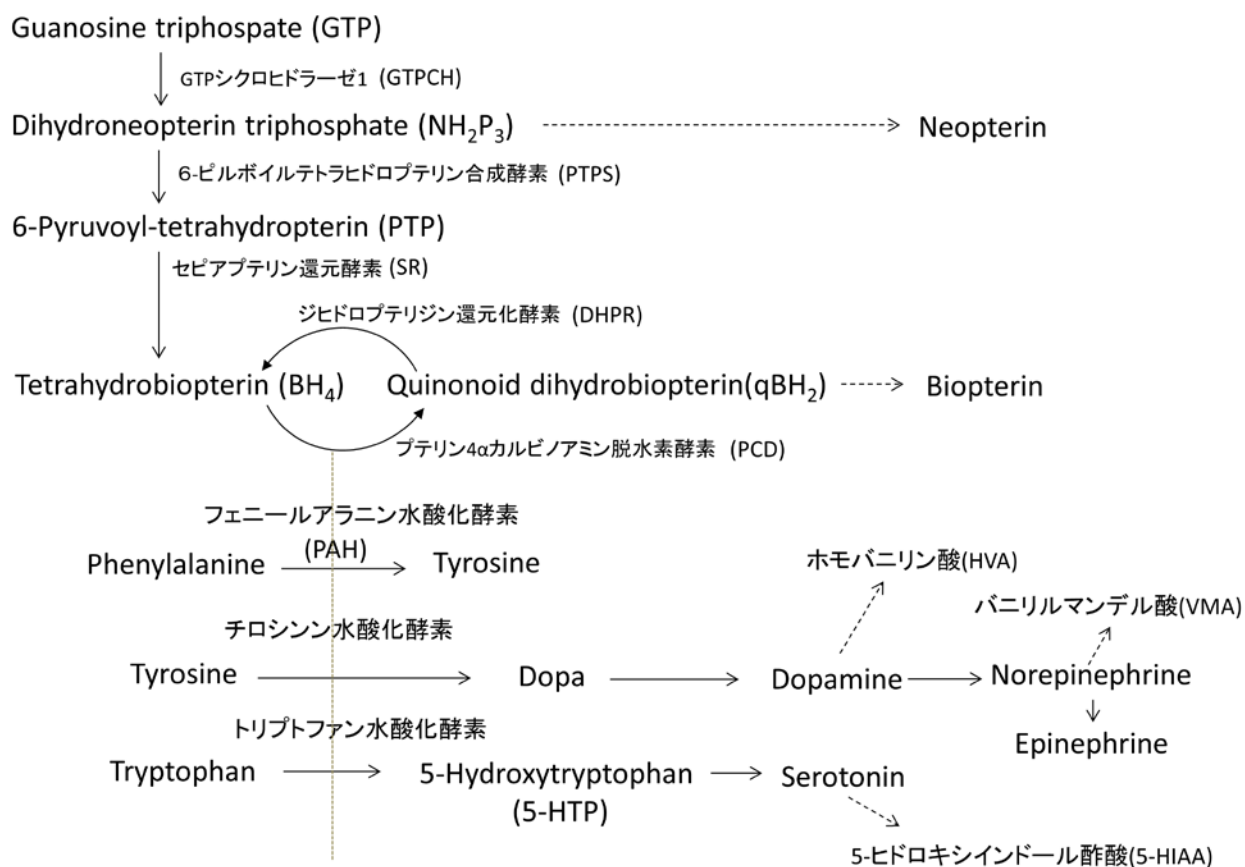 Guanosine triphospate (GTP)
GTPシクロヒドラーゼ1 (GTPCH)
Dihydroneopterin triphosphate (NH₂P₃)
Neopterin
6-ピルボイルテトラヒドロプテリン合成酵素 (PTPS)
6-Pyruvoyl-tetrahydropterin (PTP)
セピアプテリン還元酵素 (SR)
ジヒドロプテリジン還元化酵素 (DHPR)
Tetrahydrobiopterin (BH₄)
Quinonoid dihydrobiopterin(qBH₂)
Biopterin
プテリン4αカルビノアミン脱水素酵素 (PCD)
フェニールアラニン水酸化酵素
(PAH)
Phenylalanine
Tyrosine
ホモバニリン酸(HVA)
バニリルマンデル酸(VMA)
チロシンン水酸化酵素
Tyrosine
Dopa
Dopamine
Norepinephrine
Epinephrine
トリプトファン水酸化酵素
Tryptophan
5-Hydroxytryptophan
(5-HTP)
Serotonin
5-ヒドロキシインドール酢酸(5-HIAA)